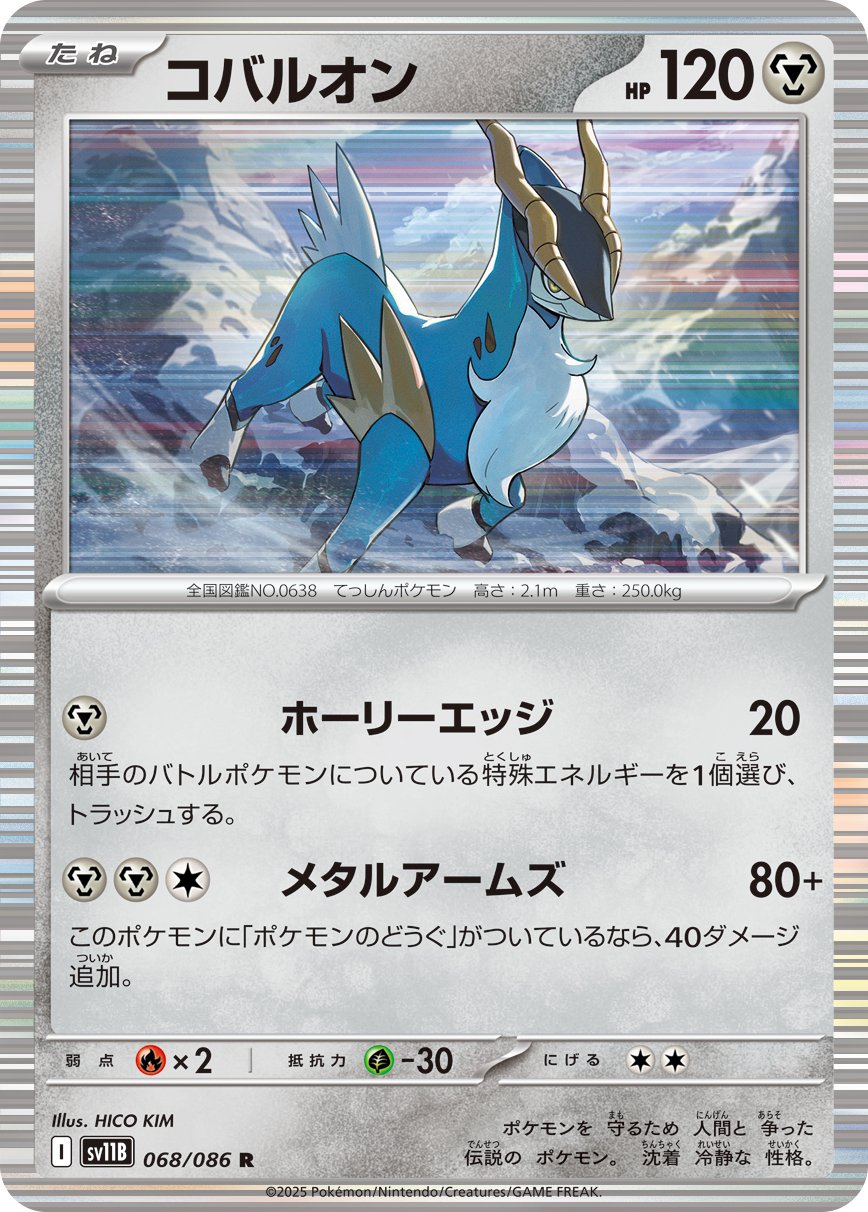 たね
コバルオン
HP 120
全国図鑑NO.0638 てっしんポケモン 高さ：2.1m 重さ：250.0kg
ホーリーエッジ 20
相手のバトルポケモンについている特殊エネルギーを1個選び、
トラッシュする。
メタルアームズ 80+
このポケモンに「ポケモンのどうぐ」がついているなら、40ダメージ
追加。
弱点 ×2 抵抗力 -30 にげる
Illus. HICO KIM
ポケモンを 守るため 人間と 争った
伝説の ポケモン。 沈着 冷静な 性格。
I sv11B 068/086 R
©2025 Pokémon/Nintendo/Creatures/GAME FREAK.